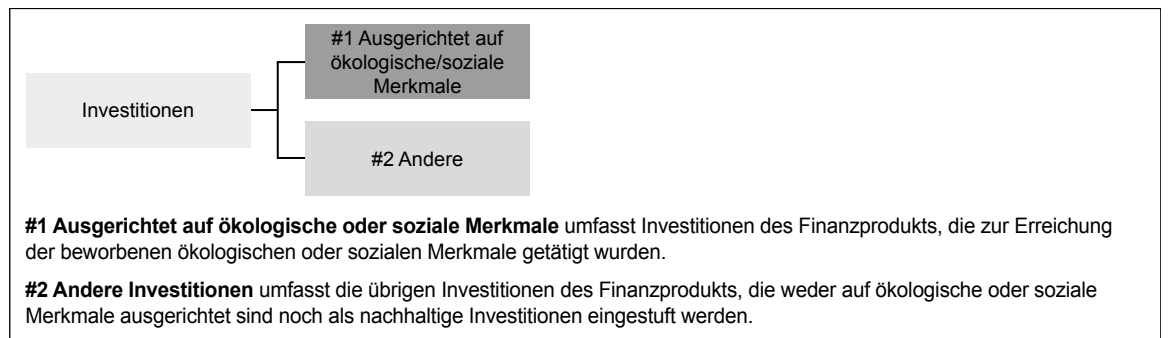 #1 Ausgerichtet auf
ökologische/soziale
Merkmale
Investitionen
#2 Andere
#1 Ausgerichtet auf ökologische oder soziale Merkmale umfasst Investitionen des Finanzprodukts, die zur Erreichung
der beworbenen ökologischen oder sozialen Merkmale getätigt wurden.
#2 Andere Investitionen umfasst die übrigen Investitionen des Finanzprodukts, die weder auf ökologische oder soziale
Merkmale ausgerichtet sind noch als nachhaltige Investitionen eingestuft werden.